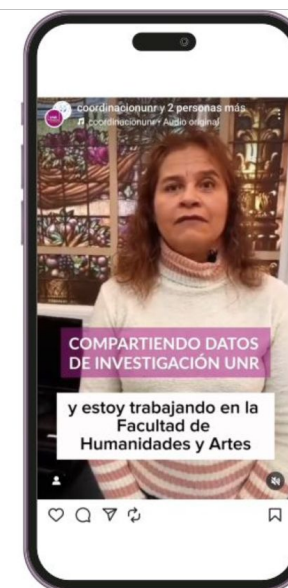 coordinacionunr y 2 personas más
coordinacionunr • Audio original
COMPARTIENDO DATOS
DE INVESTIGACIÓN UNR
y estoy trabajando en la
Facultad de
Humanidades y Artes